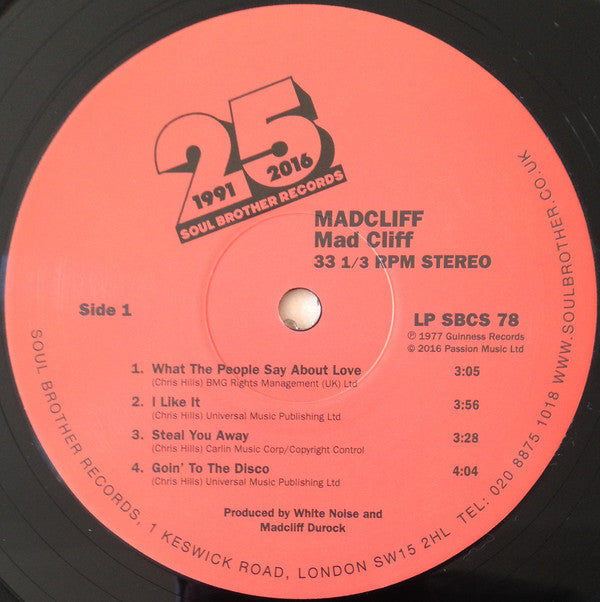 25
1991 2016
SOUL BROTHER RECORDS
MADCLIFF
Mad Cliff
33 1/3 RPM STEREO
Side 1
LP SBCS 78
℗ 1977 Guinness Records
© 2016 Passion Music Ltd
1. What The People Say About Love 3:05
(Chris Hills) BMG Rights Management (UK) Ltd
2. I Like It 3:56
(Chris Hills) Universal Music Publishing Ltd
3. Steal You Away 3:28
(Chris Hills) Carlin Music Corp/Copyright Control
4. Goin' To The Disco 4:04
(Chris Hills) Universal Music Publishing Ltd
Produced by White Noise and
Madcliff Durock
SOUL BROTHER RECORDS, 1 KESWICK ROAD, LONDON SW15 2HL TEL: 020 8875 1018 WWW.SOULBROTHER.CO.UK